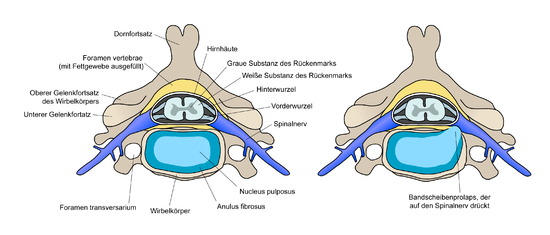 Dornfortsatz
Hirnhäute
Foramen vertebrae
(mit Fettgewebe ausgefüllt)
Graue Substanz des Rückenmarks
Weiße Substanz des Rückenmarks
Hinterwurzel
Oberer Gelenkfortsatz
des Wirbelkörpers
Vorderwurzel
Unterer Gelenkfortatz
Spinalnerv
Nucleus pulposus
Foramen transversarium
Wirbelkörper
Anulus fibrosus
Bandscheibenprolaps, der
auf den Spinalnerv drückt